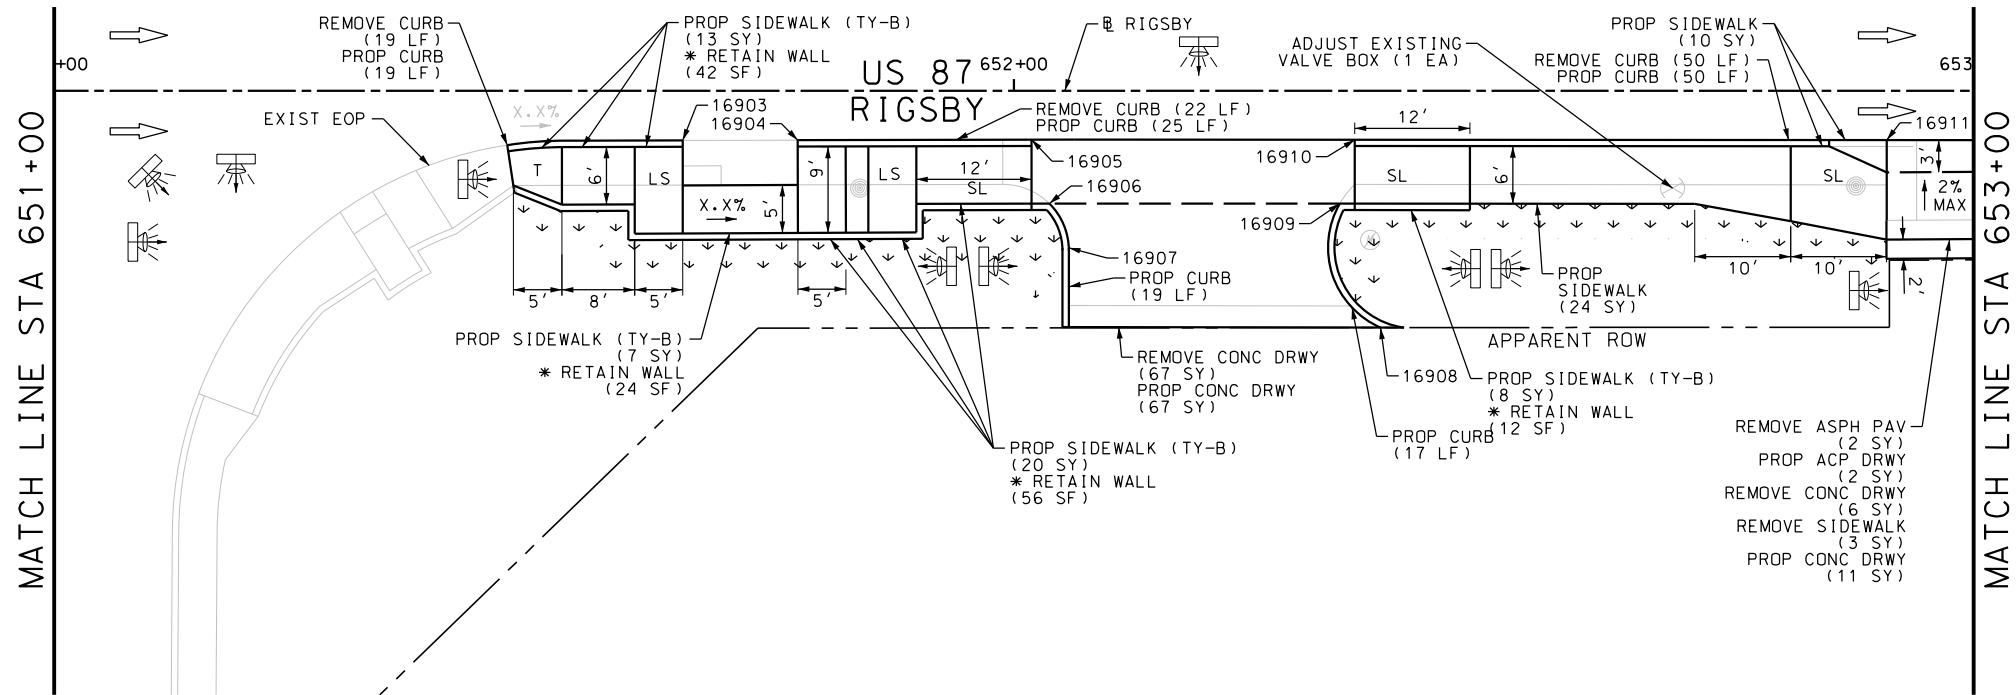 MATCH LINE STA 651+00
+00
REMOVE CURB
(19 LF)
PROP CURB
(19 LF)
PROP SIDEWALK (TY-B)
(13 SY)
* RETAIN WALL
(42 SF)
US 87
RIGSBY
652+00
℄ RIGSBY
ADJUST EXISTING
VALVE BOX (1 EA)
PROP SIDEWALK
(10 SY)
REMOVE CURB (50 LF)
PROP CURB (50 LF)
653
EXIST EOP
X.X%
16903
16904
REMOVE CURB (22 LF)
PROP CURB (25 LF)
12'
16905
16906
16910
16909
16911
T
6'
LS
X.X%
5'
9'
LS
12'
SL
SL
6'
SL
3'
2%
MAX
16907
PROP CURB
(19 LF)
5'
8'
5'
5'
PROP
SIDEWALK
(24 SY)
10'
10'
2'
PROP SIDEWALK (TY-B)
(7 SY)
* RETAIN WALL
(24 SF)
REMOVE CONC DRWY
(67 SY)
PROP CONC DRWY
(67 SY)
APPARENT ROW
16908
PROP SIDEWALK (TY-B)
(8 SY)
* RETAIN WALL
(12 SF)
PROP CURB
(17 LF)
PROP SIDEWALK (TY-B)
(20 SY)
* RETAIN WALL
(56 SF)
REMOVE ASPH PAV
(2 SY)
PROP ACP DRWY
(2 SY)
REMOVE CONC DRWY
(6 SY)
REMOVE SIDEWALK
(3 SY)
PROP CONC DRWY
(11 SY)
MATCH LINE STA 653+00